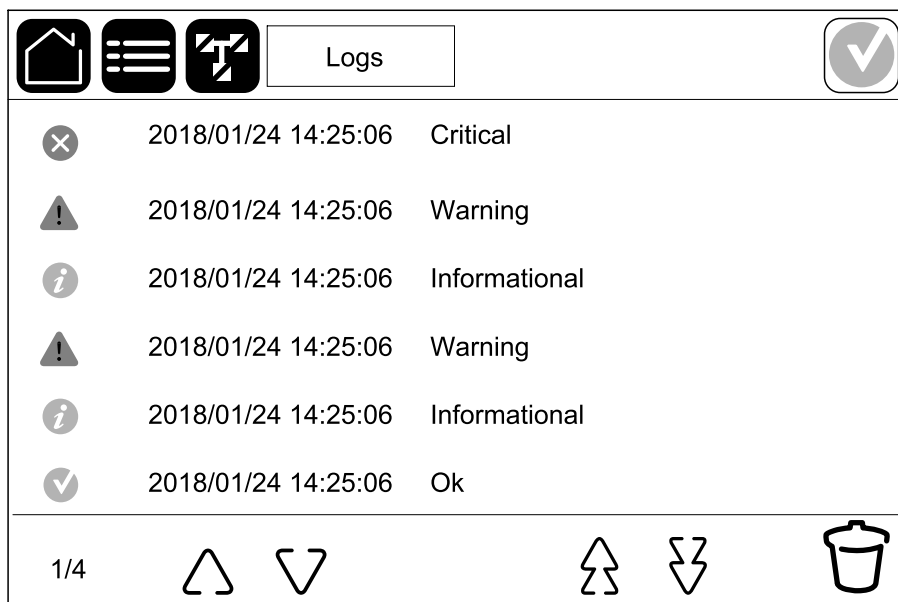 Logs
2018/01/24 14:25:06 Critical
2018/01/24 14:25:06 Warning
2018/01/24 14:25:06 Informational
2018/01/24 14:25:06 Warning
2018/01/24 14:25:06 Informational
2018/01/24 14:25:06 Ok
1/4